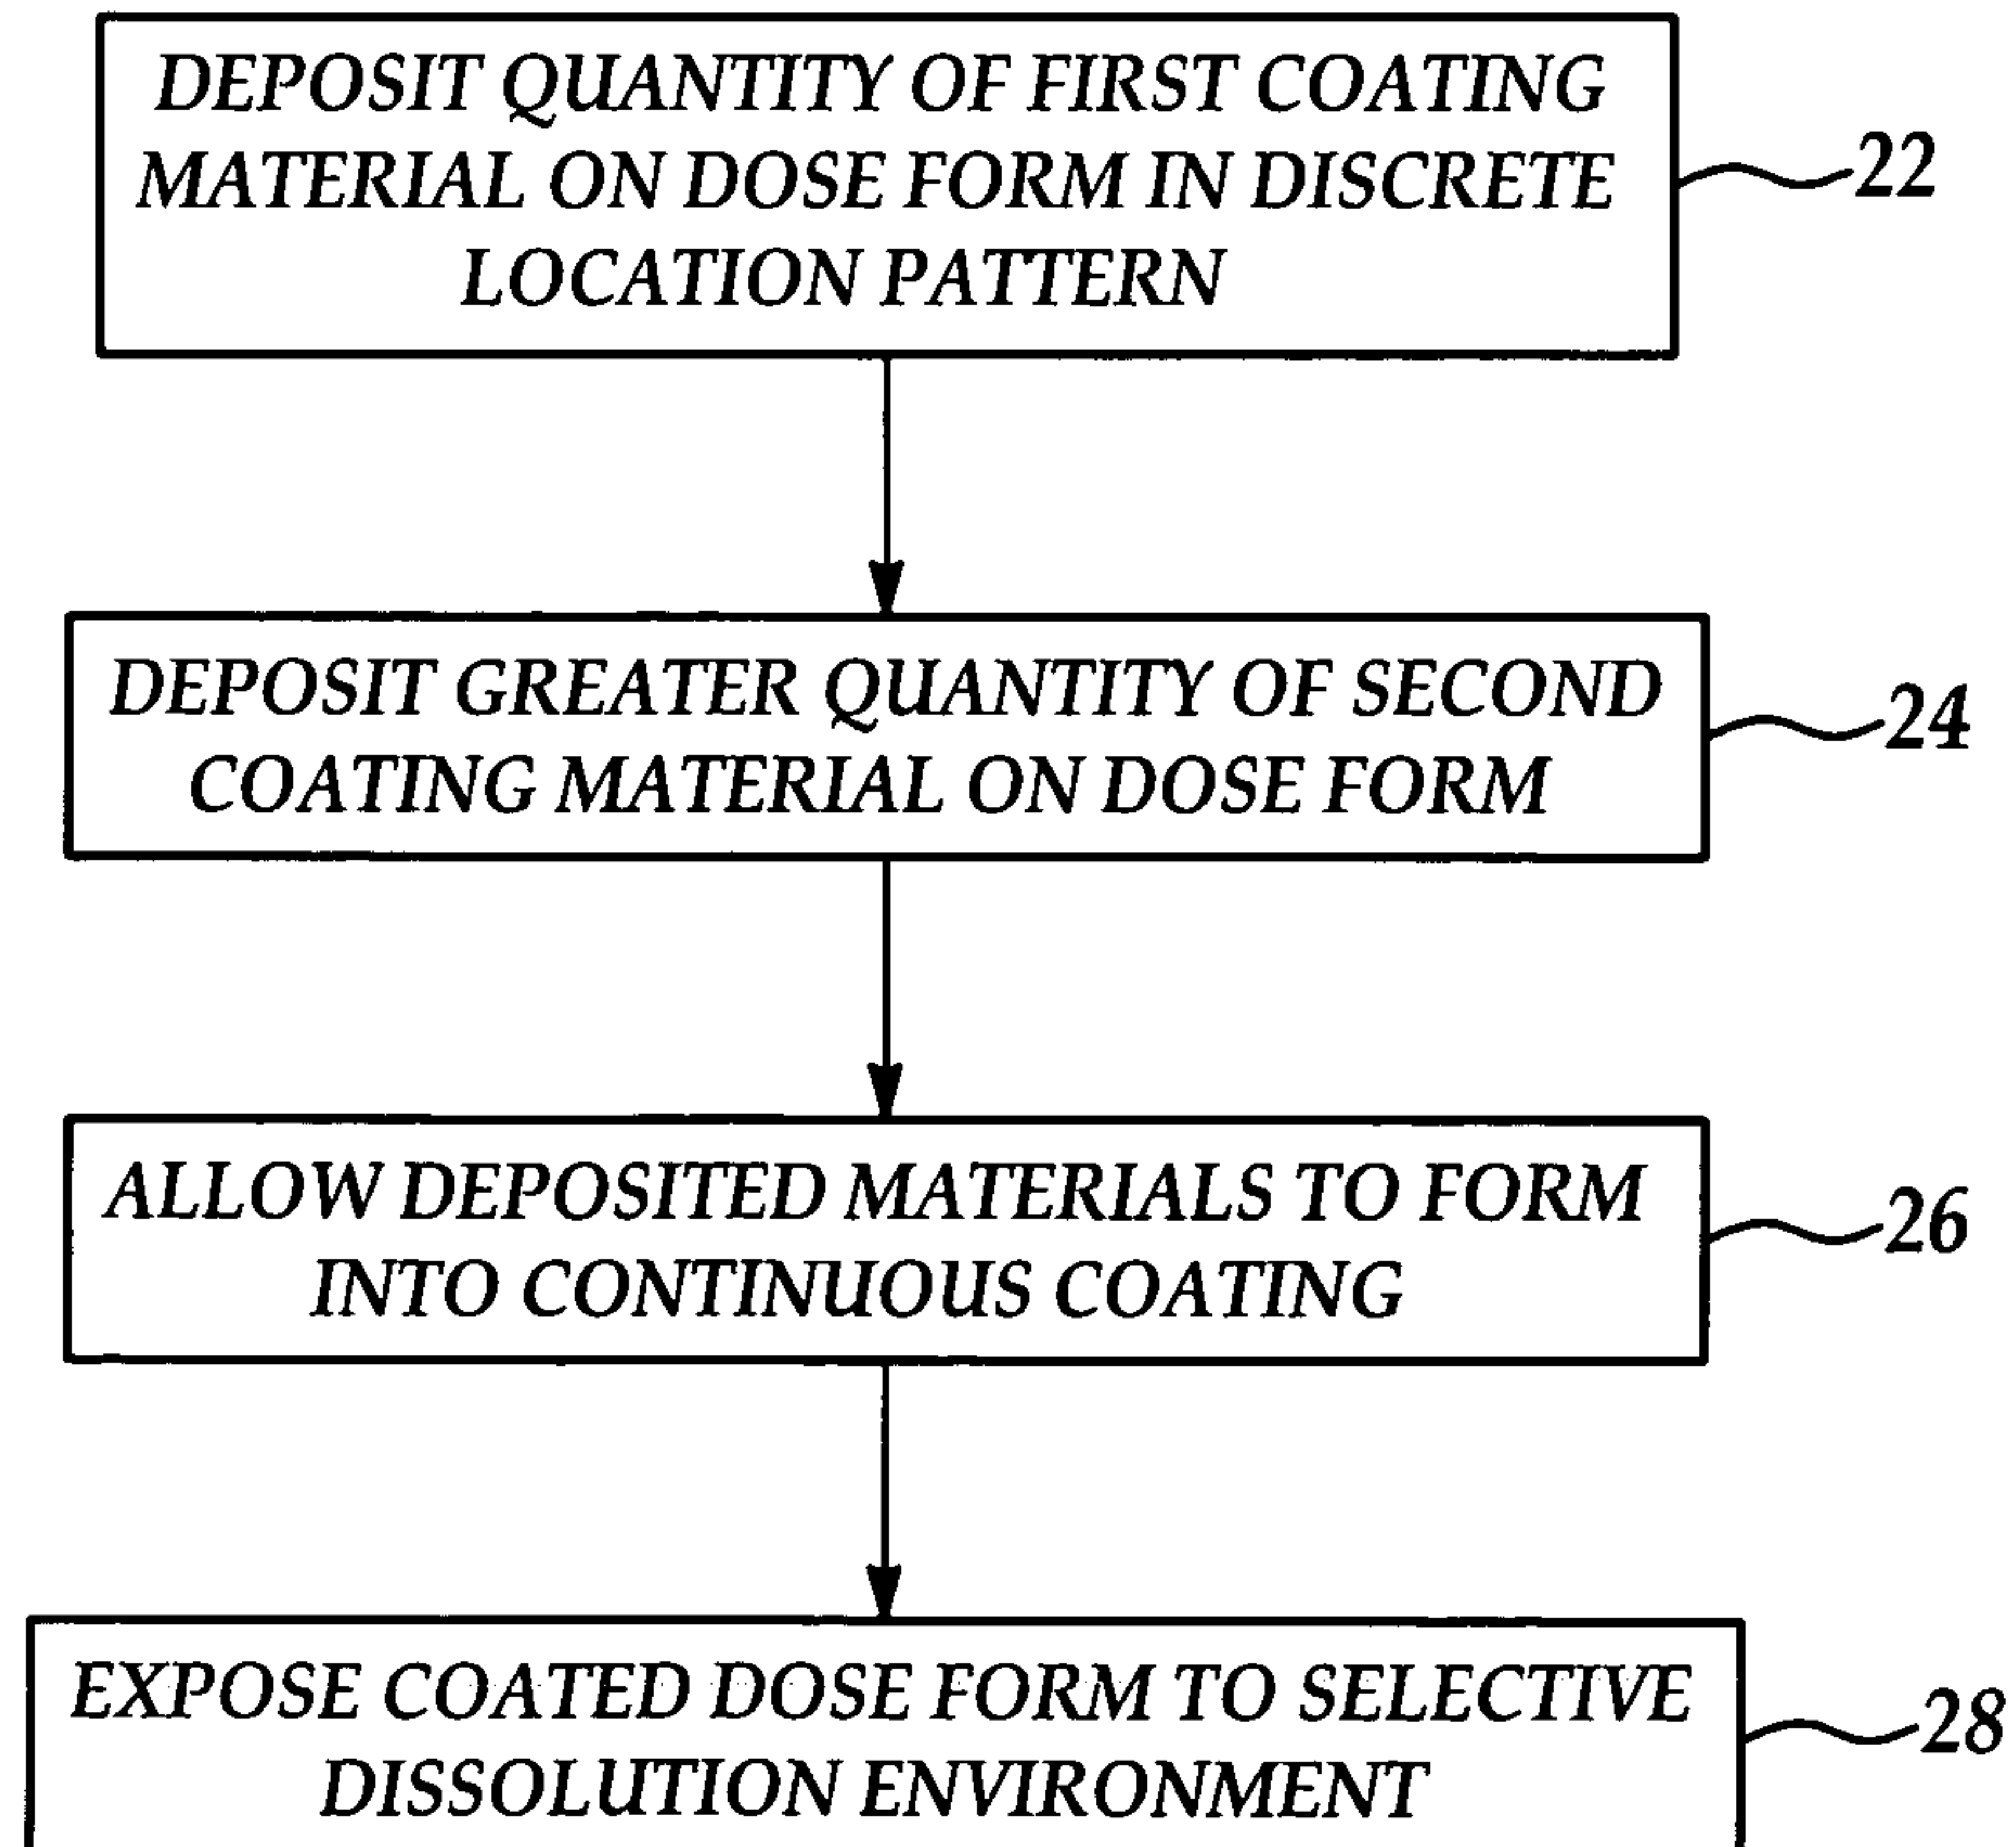 DEPOSIT QUANTITY OF FIRST COATING
MATERIAL ON DOSE FORM IN DISCRETE
LOCATION PATTERN
22
DEPOSIT GREATER QUANTITY OF SECOND
COATING MATERIAL ON DOSE FORM
24
ALLOW DEPOSITED MATERIALS TO FORM
INTO CONTINUOUS COATING
26
EXPOSE COATED DOSE FORM TO SELECTIVE
DISSOLUTION ENVIRONMENT
28